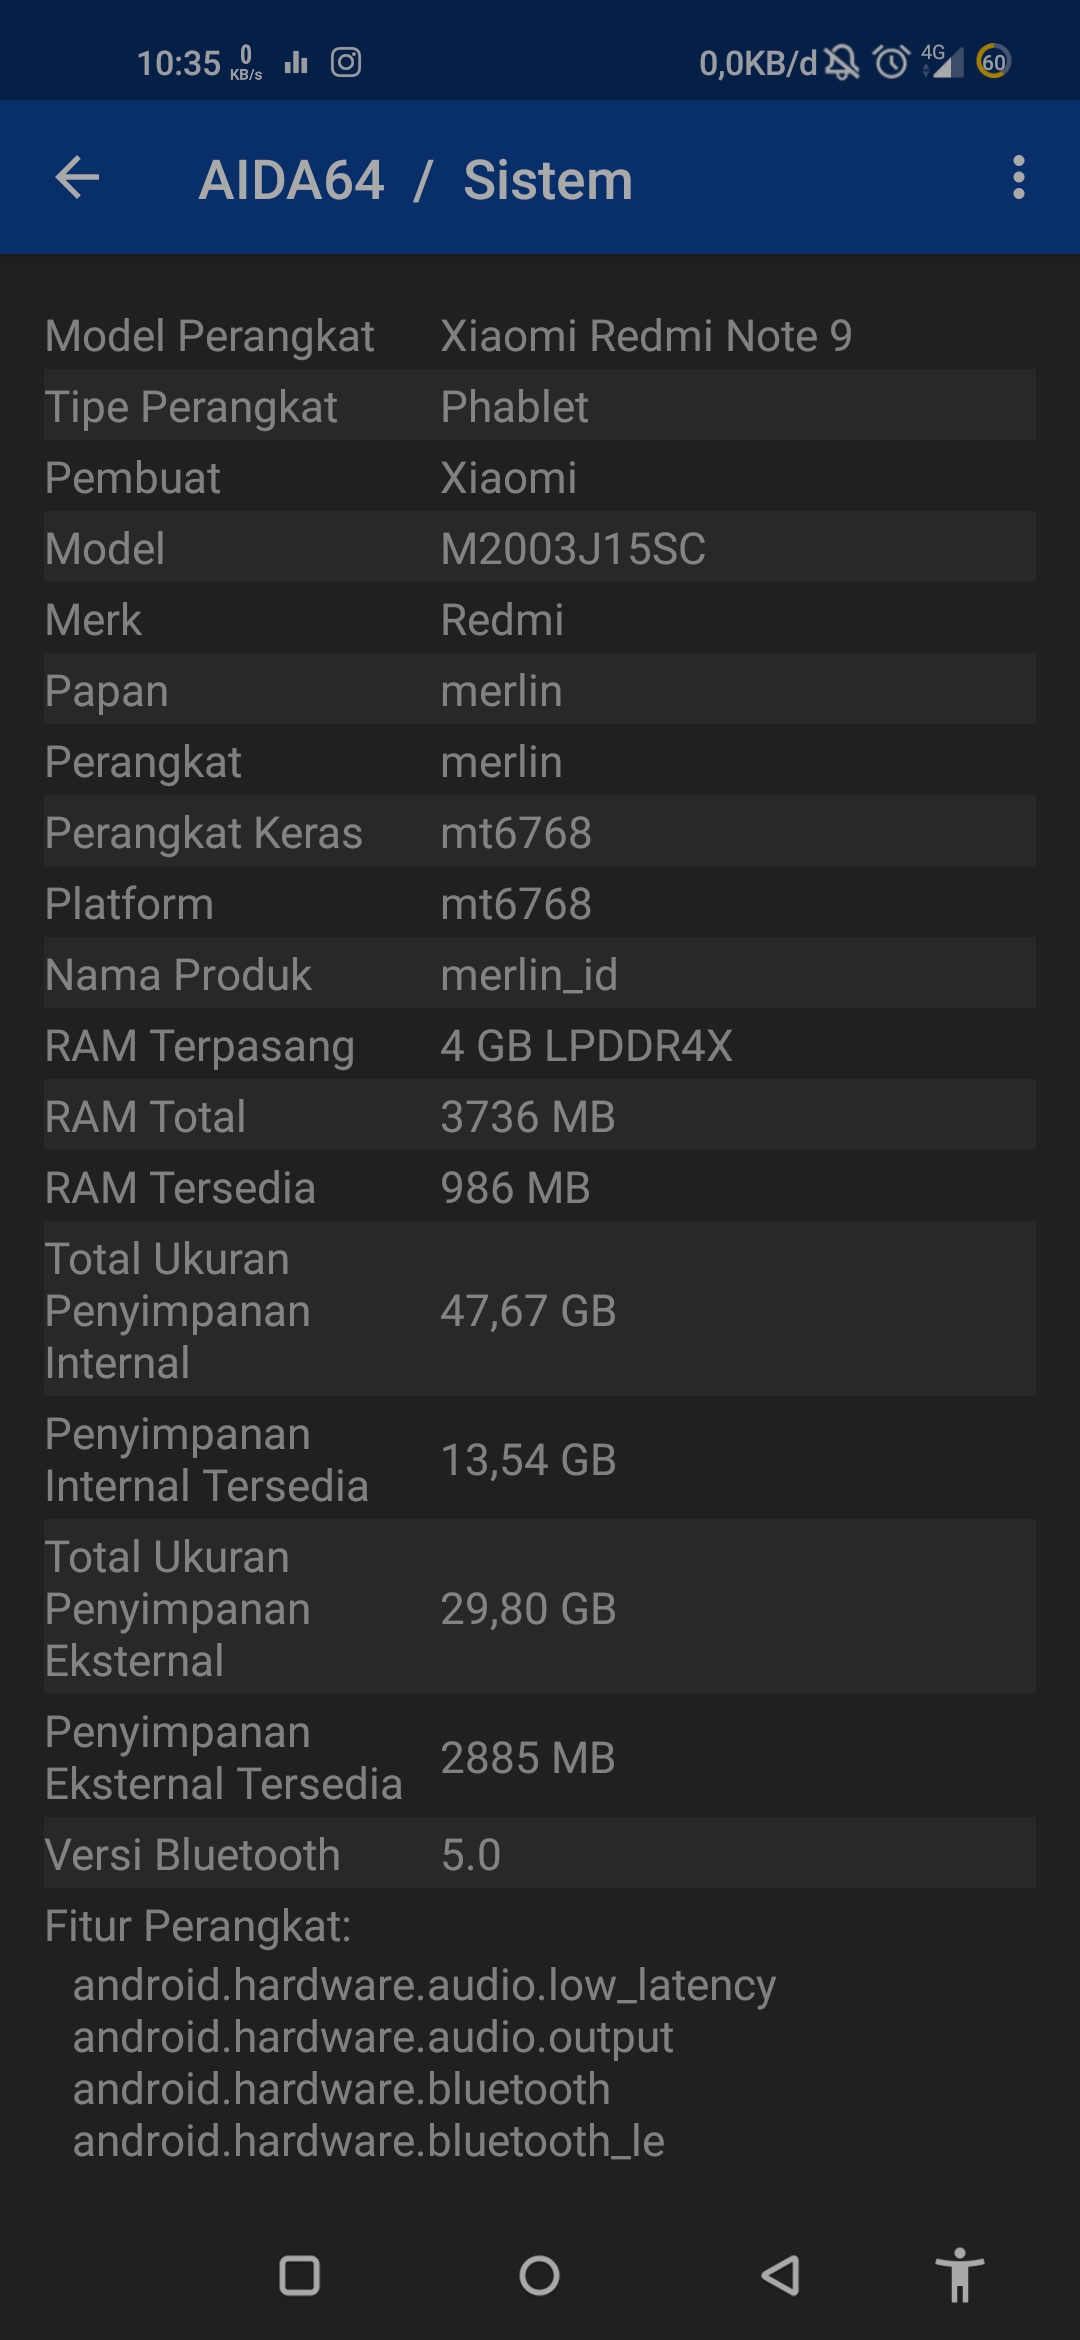 10:35 0 KB/s 0,0KB/d 4G 60
AIDA64 / Sistem
Model Perangkat Xiaomi Redmi Note 9
Tipe Perangkat Phablet
Pembuat Xiaomi
Model M2003J15SC
Merk Redmi
Papan merlin
Perangkat merlin
Perangkat Keras mt6768
Platform mt6768
Nama Produk merlin_id
RAM Terpasang 4 GB LPDDR4X
RAM Total 3736 MB
RAM Tersedia 986 MB
Total Ukuran
Penyimpanan 47,67 GB
Internal
Penyimpanan
Internal Tersedia 13,54 GB
Total Ukuran
Penyimpanan 29,80 GB
Eksternal
Penyimpanan
Eksternal Tersedia 2885 MB
Versi Bluetooth 5.0
Fitur Perangkat:
android.hardware.audio.low_latency
android.hardware.audio.output
android.hardware.bluetooth
android.hardware.bluetooth_le